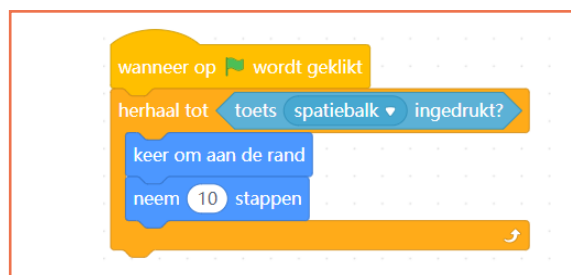 wanneer op wordt geklikt
herhaal tot toets spatiebalk ingedrukt?
keer om aan de rand
neem 10 stappen